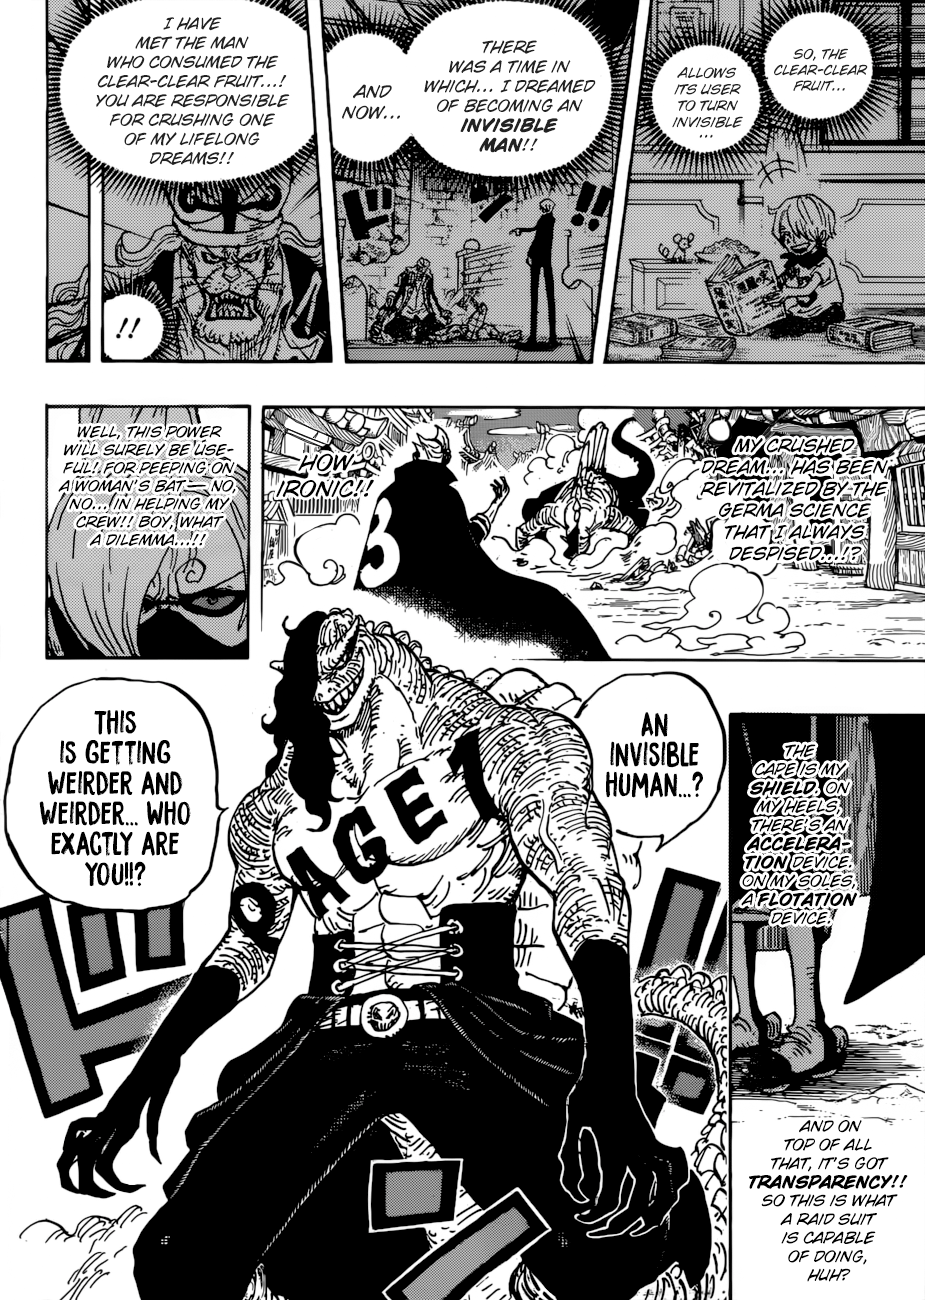 SO, THE
CLEAR-CLEAR
FRUIT...
ALLOWS
ITS USER
TO TURN
INVISIBLE
...
THERE
WAS A TIME IN
WHICH... I DREAMED
OF BECOMING AN
INVISIBLE
MAN!!
AND
NOW...
ドン!!
I HAVE
MET THE MAN
WHO CONSUMED THE
CLEAR-CLEAR FRUIT...!
YOU ARE RESPONSIBLE
FOR CRUSHING ONE
OF MY LIFELONG
DREAMS!!
!!
MY CRUSHED
DREAM... HAS BEEN
REVITALIZED BY THE
GERMA SCIENCE
THAT I ALWAYS
DESPISED...!?
HOW
IRONIC!!
3
WELL, THIS POWER
WILL SURELY BE USE-
FUL! FOR PEEPING ON
A WOMAN'S BAT — NO,
NO... IN HELPING MY
CREW!! BOY, WHAT
A DILEMMA...!!
THE
CAPE IS MY
SHIELD. ON
MY HEELS,
THERE'S AN
ACCELERA-
TION DEVICE.
ON MY SOLES,
A FLOTATION
DEVICE.
AND ON
TOP OF ALL
THAT, IT'S GOT
TRANSPARENCY!!
SO THIS IS WHAT
A RAID SUIT
IS CAPABLE
OF DOING,
HUH?
AN
INVISIBLE
HUMAN...?
THIS
IS GETTING
WEIRDER AND
WEIRDER... WHO
EXACTLY ARE
YOU!!?
PAGE1
ドド